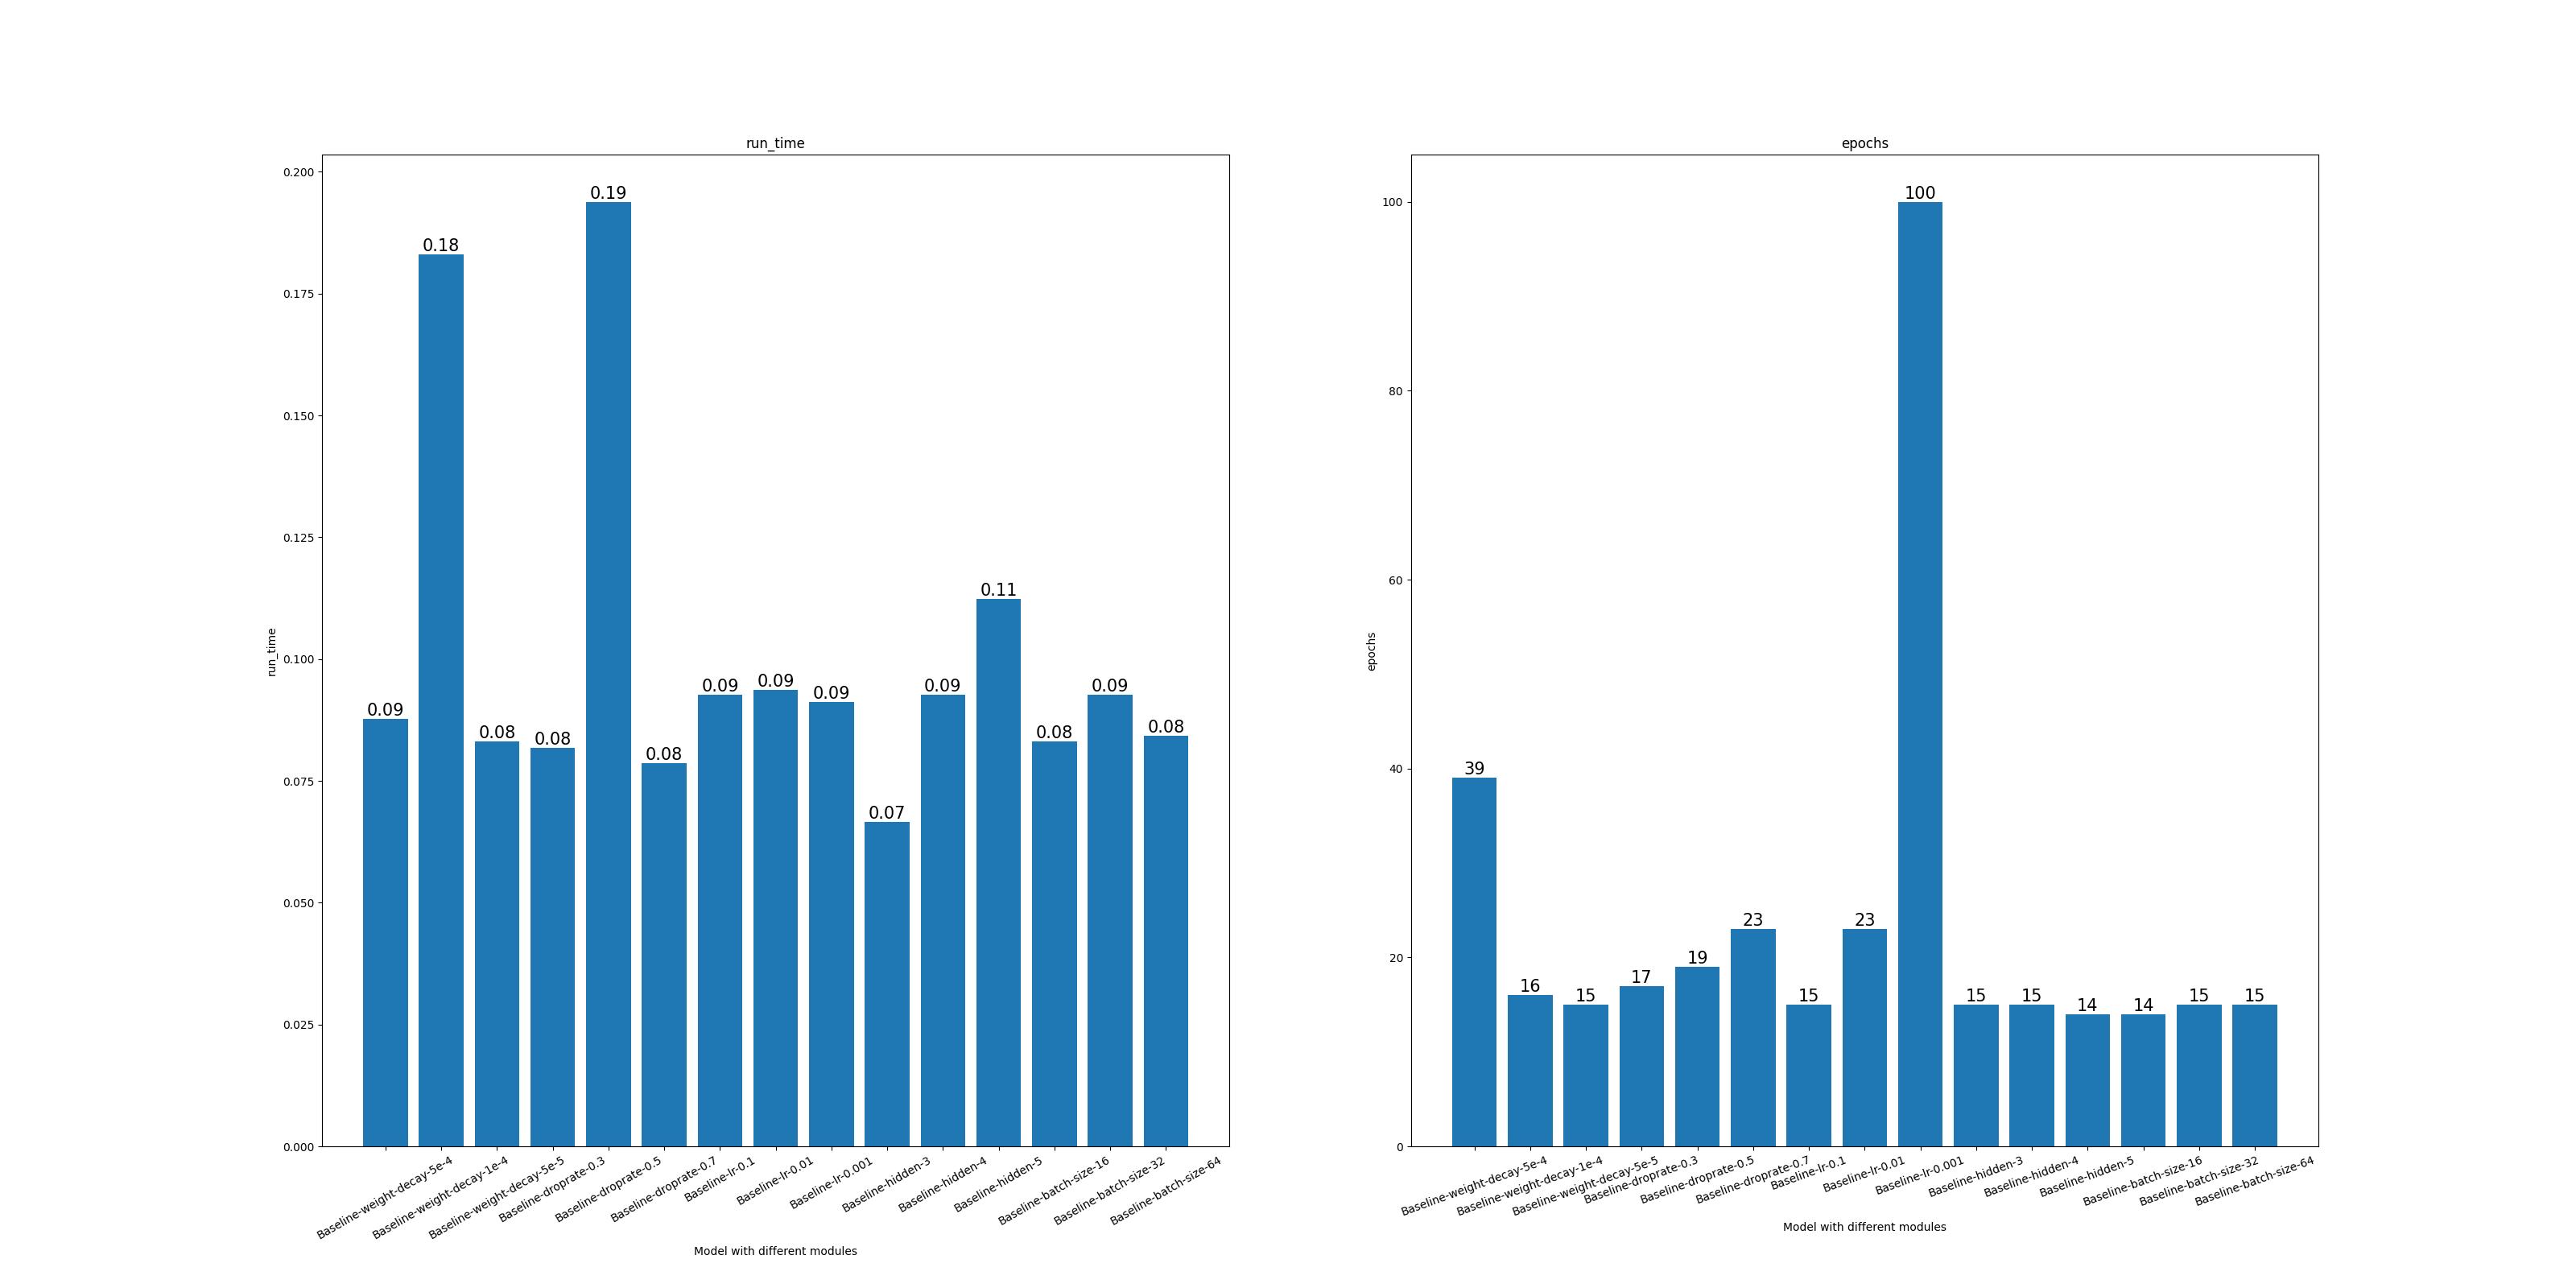 run_time
0.200
0.175
0.150
0.125
0.100
0.075
0.050
0.025
0.000
run_time
0.09
0.18
0.08
0.08
0.19
0.08
0.09
0.09
0.09
0.07
0.09
0.11
0.08
0.09
0.08
Baseline-weight-decay-5e-4
Baseline-weight-decay-1e-4
Baseline-weight-decay-5e-5
Baseline-droprate-0.3
Baseline-droprate-0.5
Baseline-droprate-0.7
Baseline-lr-0.1
Baseline-lr-0.01
Baseline-lr-0.001
Baseline-hidden-3
Baseline-hidden-4
Baseline-hidden-5
Baseline-batch-size-16
Baseline-batch-size-32
Baseline-batch-size-64
Model with different modules
epochs
100
80
60
40
20
0
epochs
39
16
15
17
19
23
15
23
100
15
15
14
14
15
15
Baseline-weight-decay-5e-4
Baseline-weight-decay-1e-4
Baseline-weight-decay-5e-5
Baseline-droprate-0.3
Baseline-droprate-0.5
Baseline-droprate-0.7
Baseline-lr-0.1
Baseline-lr-0.01
Baseline-lr-0.001
Baseline-hidden-3
Baseline-hidden-4
Baseline-hidden-5
Baseline-batch-size-16
Baseline-batch-size-32
Baseline-batch-size-64
Model with different modules